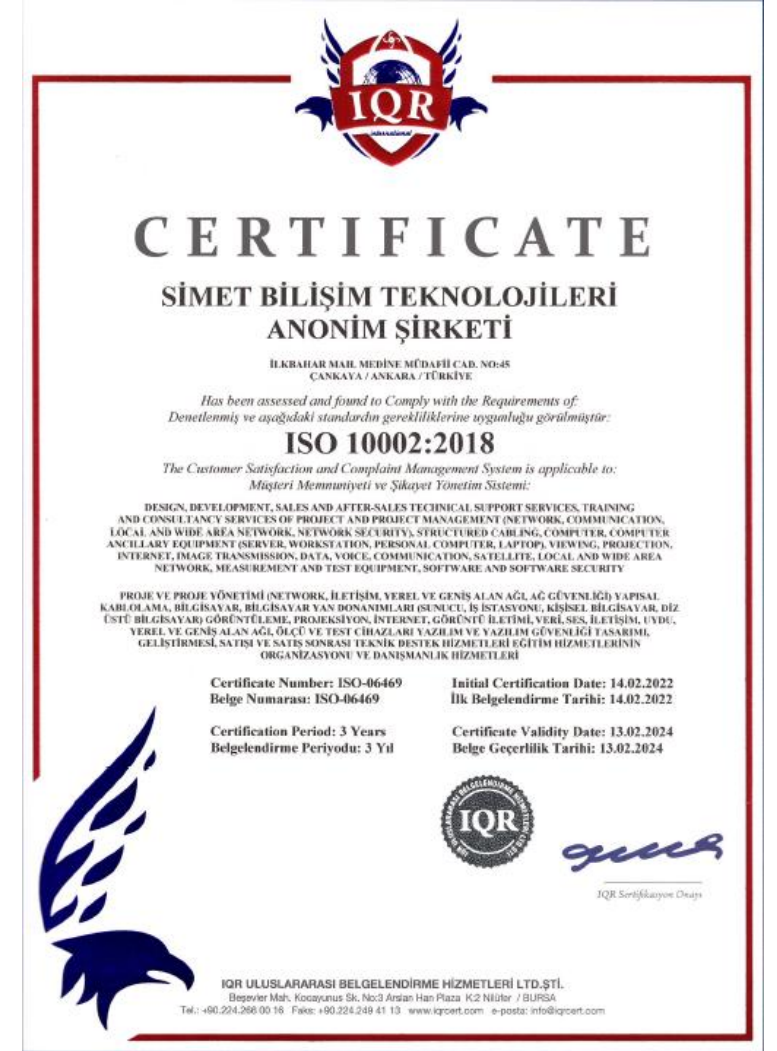 IQR
international
CERTIFICATE
SİMET BİLİŞİM TEKNOLOJİLERİ
ANONİM ŞİRKETİ
İLKBAHAR MAH. MEDİNE MÜDAFİİ CAD. NO:45
ÇANKAYA / ANKARA / TÜRKİYE
Has been assessed and found to Comply with the Requirements of:
Denetlenmiş ve aşağıdaki standardın gerekliliklerine uygunluğu görülmüştür:
ISO 10002:2018
The Customer Satisfaction and Complaint Management System is applicable to:
Müşteri Memnuniyeti ve Şikayet Yönetim Sistemi:
DESIGN, DEVELOPMENT, SALES AND AFTER-SALES TECHNICAL SUPPORT SERVICES, TRAINING
AND CONSULTANCY SERVICES OF PROJECT AND PROJECT MANAGEMENT (NETWORK, COMMUNICATION,
LOCAL AND WIDE AREA NETWORK, NETWORK SECURITY), STRUCTURED CABLING, COMPUTER, COMPUTER
ANCILLARY EQUIPMENT (SERVER, WORKSTATION, PERSONAL COMPUTER, LAPTOP), VIEWING, PROJECTION,
INTERNET, IMAGE TRANSMISSION, DATA, VOICE, COMMUNICATION, SATELLITE, LOCAL AND WIDE AREA
NETWORK, MEASUREMENT AND TEST EQUIPMENT, SOFTWARE AND SOFTWARE SECURITY
PROJE VE PROJE YÖNETİMİ (NETWORK, İLETİŞİM, YEREL VE GENİŞ ALAN AĞI, AĞ GÜVENLİĞİ) YAPISAL
KABLOLAMA, BİLGİSAYAR, BİLGİSAYAR YAN DONANIMLARI (SUNUCU, İŞ İSTASYONU, KİŞİSEL BİLGİSAYAR, DİZ
ÜSTÜ BİLGİSAYAR) GÖRÜNTÜLEME, PROJEKSİYON, İNTERNET, GÖRÜNTÜ İLETİMİ, VERİ, SES, İLETİŞİM, UYDU,
YEREL VE GENİŞ ALAN AĞI, ÖLÇÜ VE TEST CİHAZLARI YAZILIM VE YAZILIM GÜVENLİĞİ TASARIMI,
GELİŞTİRMESİ, SATIŞI VE SATIŞ SONRASI TEKNİK DESTEK HİZMETLERİ EĞİTİM HİZMETLERİNİN
ORGANİZASYONU VE DANIŞMANLIK HİZMETLERİ
Certificate Number: ISO-06469 Initial Certification Date: 14.02.2022
Belge Numarası: ISO-06469 İlk Belgelendirme Tarihi: 14.02.2022
Certification Period: 3 Years Certificate Validity Date: 13.02.2024
Belgelendirme Periyodu: 3 Yıl Belge Geçerlilik Tarihi: 13.02.2024
IQR ULUSLARARASI BELGELENDİRME HİZMETLERİ LTD.ŞTİ.
IQR
IQR Sertifikasyon Onayı
IQR ULUSLARARASI BELGELENDİRME HİZMETLERİ LTD.ŞTİ.
Beşevler Mah. Kocayunus Sk. No:3 Arslan Han Plaza K:2 Nilüfer / BURSA
Tel.: +90.224.266 00 16 Faks: +90.224.249 41 13 www.iqrcert.com e-posta: info@iqrcert.com